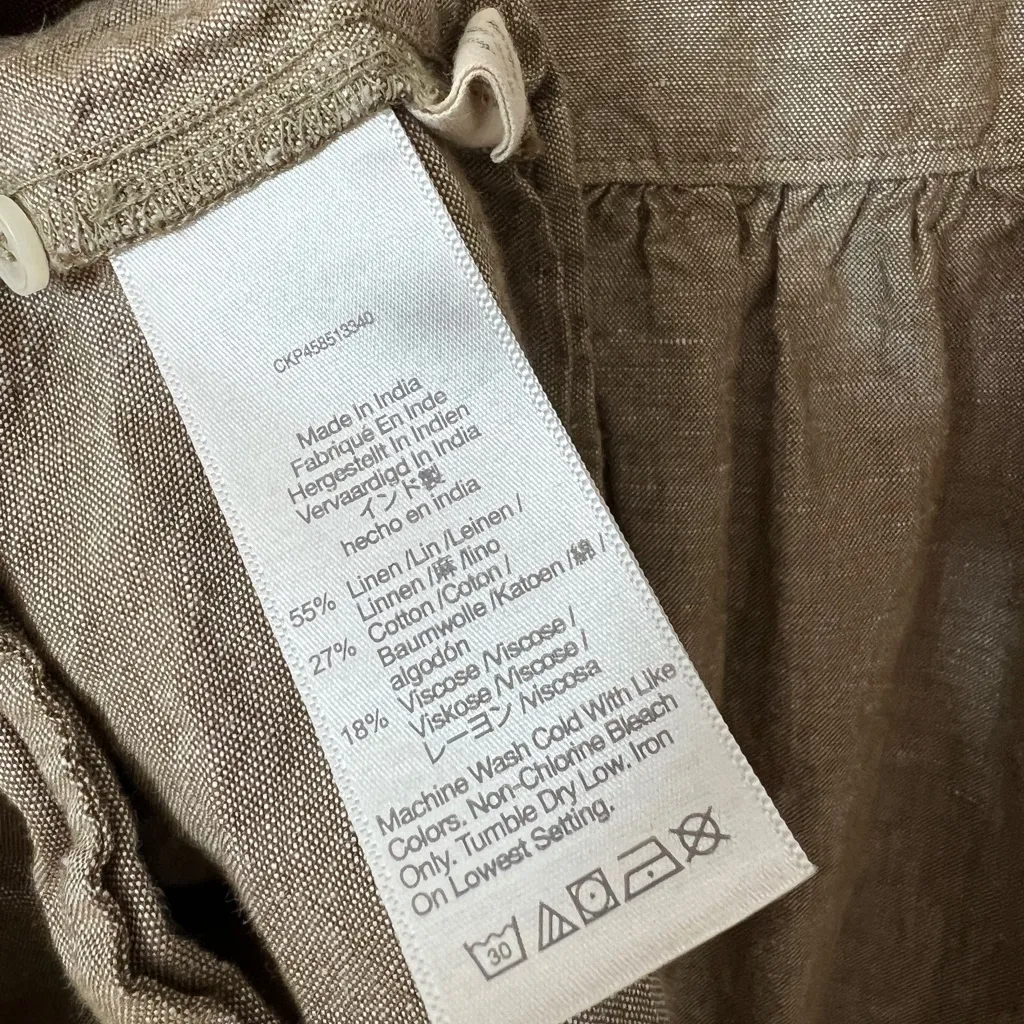 CKP458513340
Made In India
Fabriqué En Inde
Hergestellt In Indien
Vervaardigd In India
インド製
hecho en india
55% Linen /Lin /Leinen /
Linnen /麻 /lino
27% Cotton /Coton /
Baumwolle /Katoen /綿 /
algodón
18% Viscose /Viscose /
Viskose /Viscose /
レーヨン /viscosa
Machine Wash Cold With Like
Colors. Non-Chlorine Bleach
Only. Tumble Dry Low. Iron
On Lowest Setting.
30